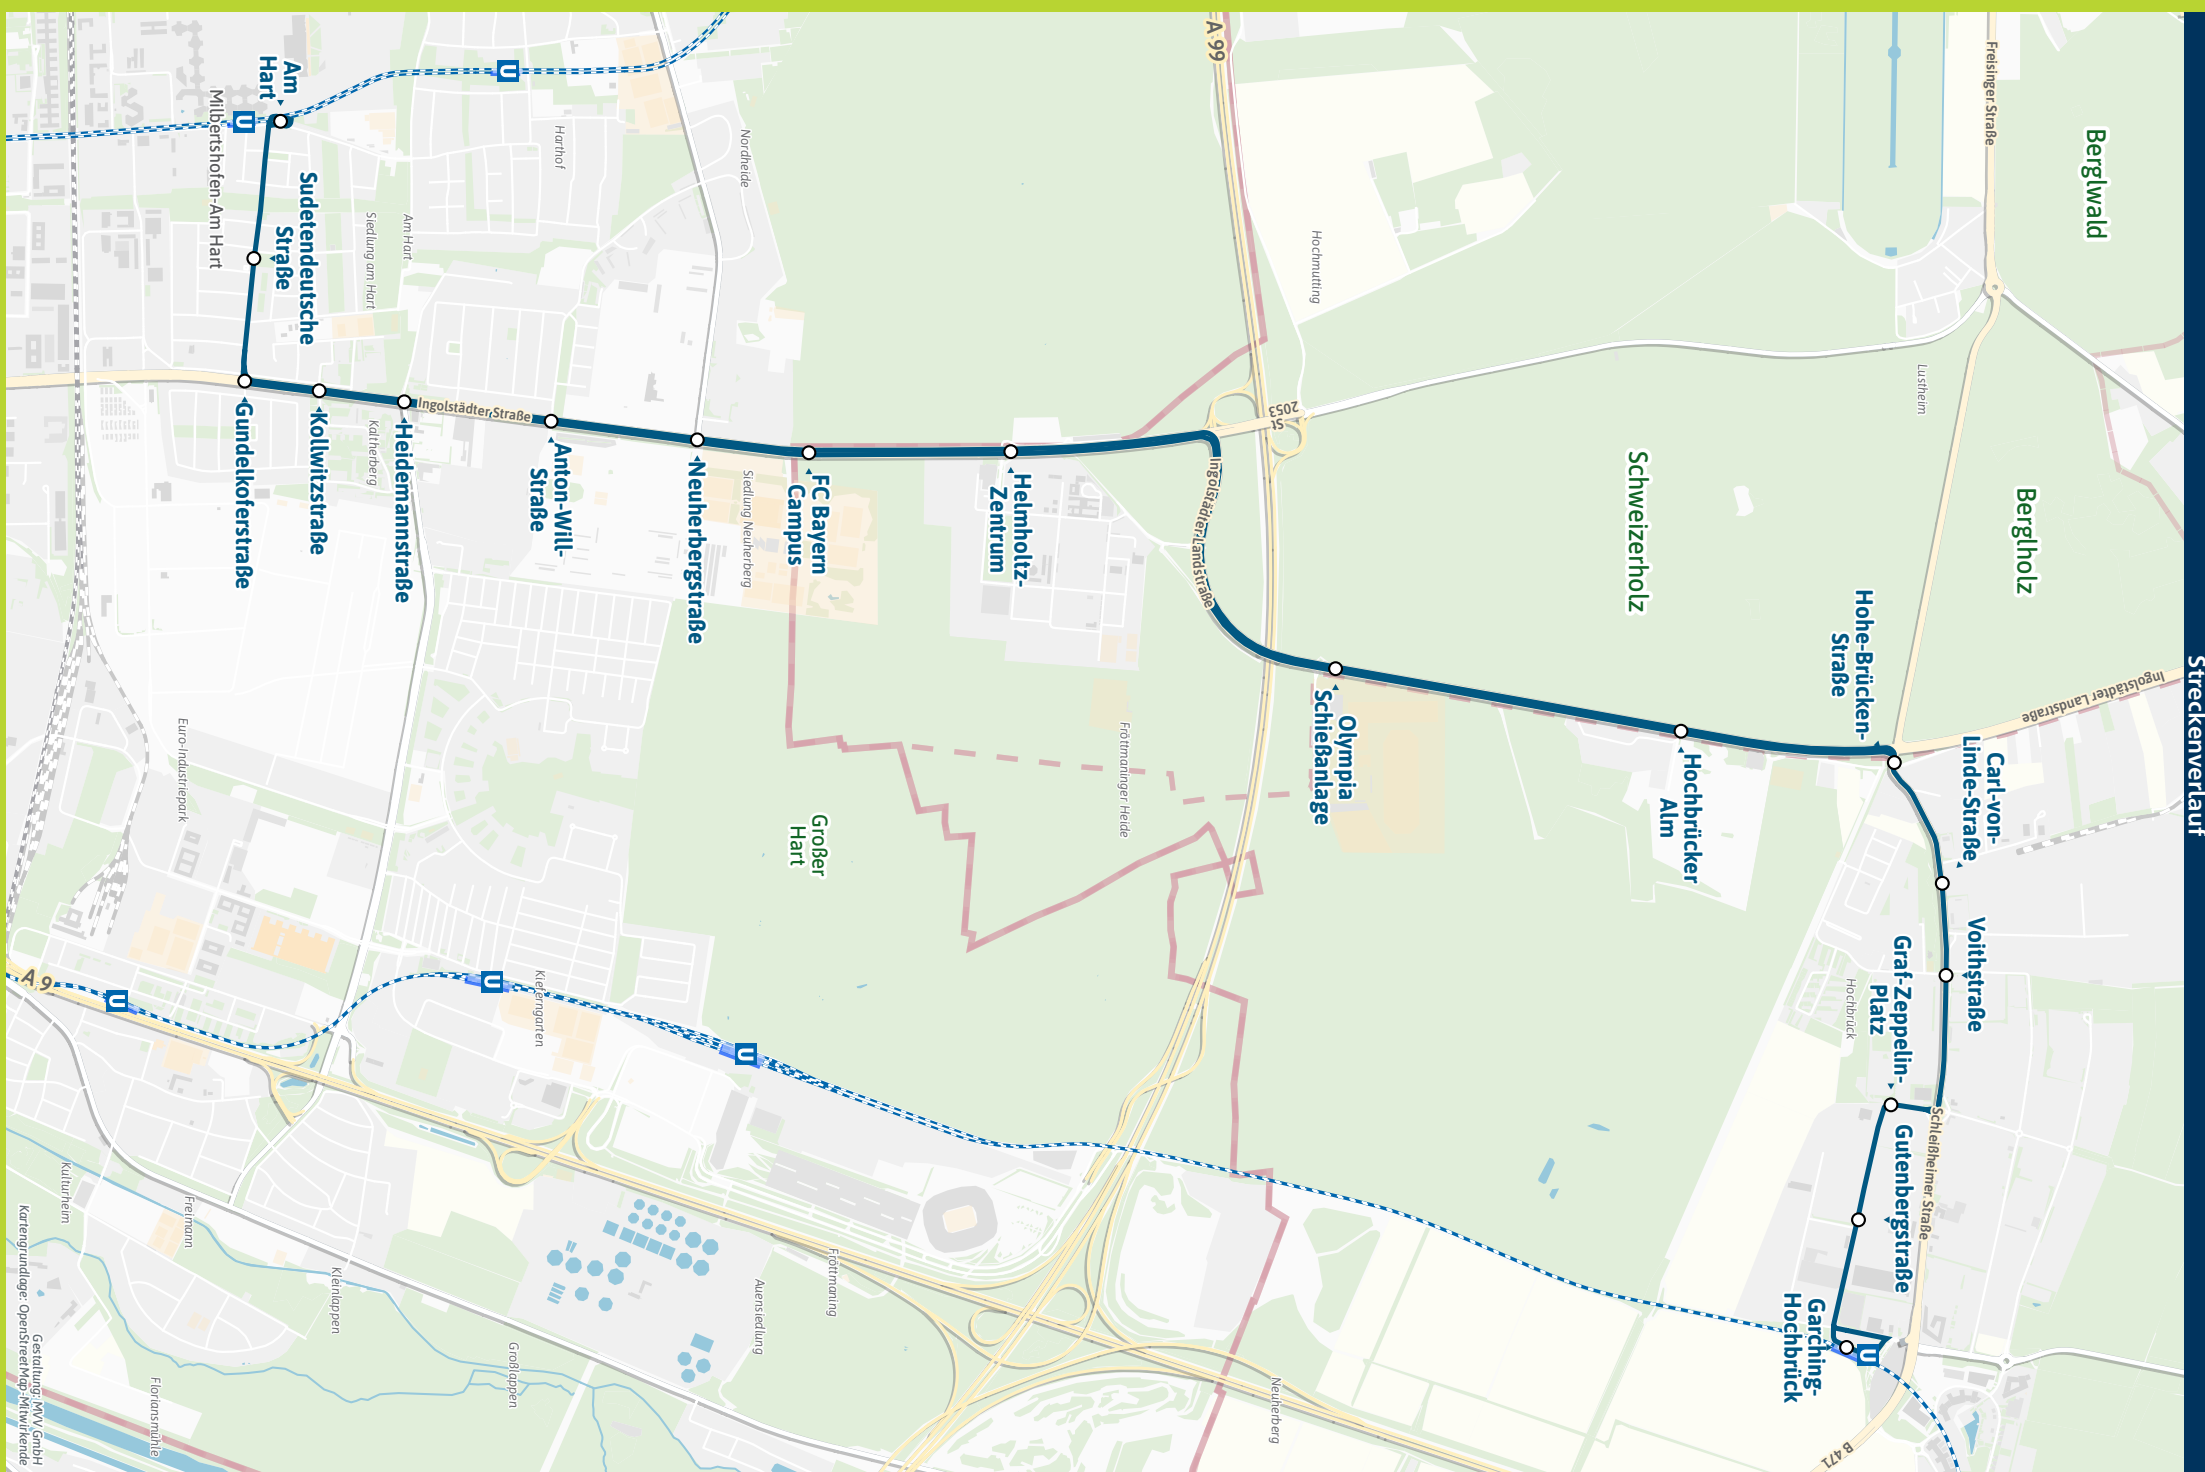 Streckenverlauf
Berglwald
Freisinger Straße
Berglholz
Lustheim
Schweizerholz
Hochmutting
A 99
St
2053
Ingolstädter Landstraße
Ingolstädter Landstraße
Hohe-Brücken-
Straße
Carl-von-
Linde-Straße
Voithstraße
Graf-Zeppelin-
Platz
Gutenbergstraße
Schleißheimer Straße
Garching-
Hochbrück
U
B 471
Hochbrück
Hochbrücker
Alm
Olympia
Schießanlage
Fröttmaninger Heide
Helmholtz-
Zentrum
FC Bayern
Campus
Großer
Hart
Siedlung Neuherberg
Neuherbergstraße
Nordheide
Harthof
U
Anton-Will-
Straße
Ingolstädter Straße
Heidemannstraße
Am Hart
Siedlung am Hart
Kaltherberg
Kollwitzstraße
Gundelkoferstraße
Sudetendeutsche
Straße
Am
Hart
U
Milbertshofen-Am Hart
Euro-Industriepark
Kieferngarten
U
U
U
A 9
Kulturheim
Freimann
Kleinlappen
Großlappen
Auensiedlung
Fröttmaning
Neuherberg
Floriansmühle
Gestaltung: MVV GmbH
Kartengrundlage: OpenStreetMap-Mitwirkende